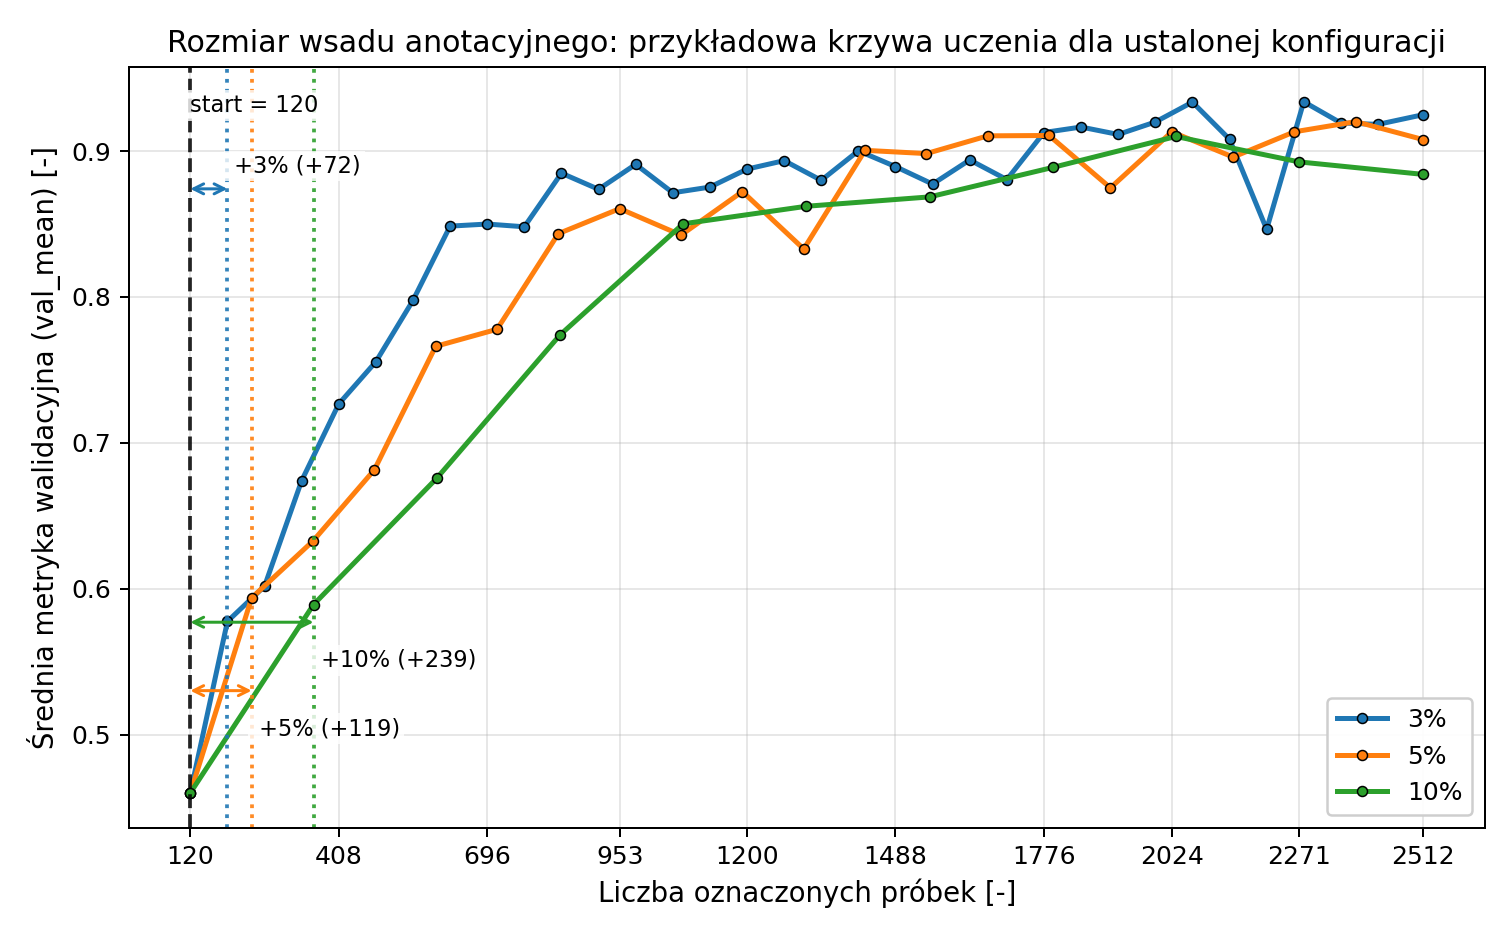 Rozmiar wsadu anotacyjnego: przykładowa krzywa uczenia dla ustalonej konfiguracji
Średnia metryka walidacyjna (val_mean) [-]
0.9
0.8
0.7
0.6
0.5
start = 120
+3% (+72)
+10% (+239)
+5% (+119)
3%
5%
10%
120 408 696 953 1200 1488 1776 2024 2271 2512
Liczba oznaczonych próbek [-]